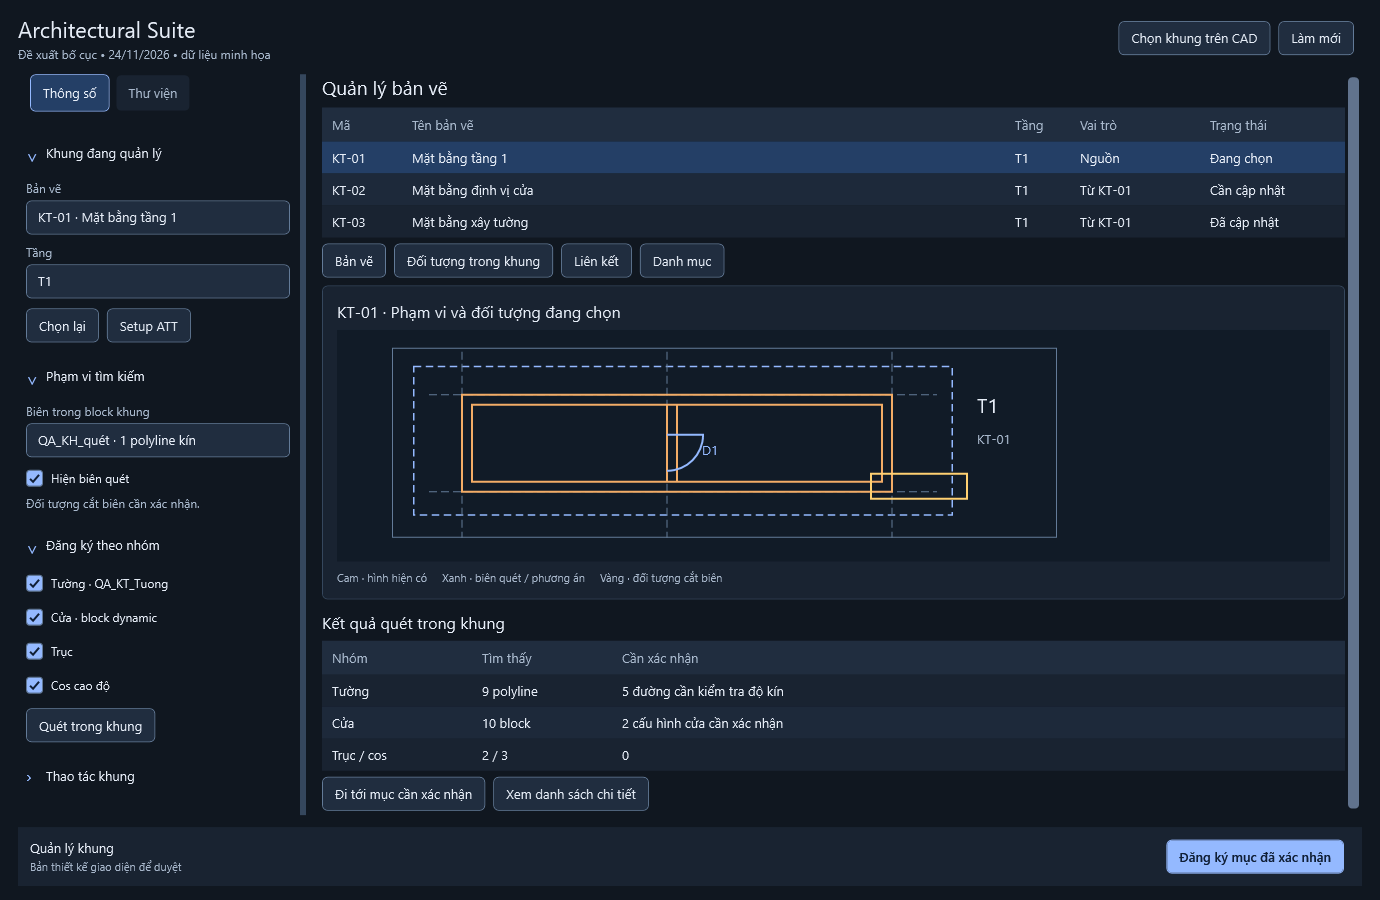 Architectural Suite
Đề xuất bố cục • 24/11/2026 • dữ liệu minh họa
Chọn khung trên CAD
Làm mới
Thông số
Thư viện
Khung đang quản lý
Bản vẽ
KT-01 · Mặt bằng tầng 1
Tầng
T1
Chọn lại
Setup ATT
Phạm vi tìm kiếm
Biên trong block khung
QA_KH_quét · 1 polyline kín
Hiện biên quét
Đối tượng cắt biên cần xác nhận.
Đăng ký theo nhóm
Tường · QA_KT_Tuong
Cửa · block dynamic
Trục
Cos cao độ
Quét trong khung
Thao tác khung
Quản lý bản vẽ
Mã Tên bản vẽ Tầng Vai trò Trạng thái
KT-01 Mặt bằng tầng 1 T1 Nguồn Đang chọn
KT-02 Mặt bằng định vị cửa T1 Từ KT-01 Cần cập nhật
KT-03 Mặt bằng xây tường T1 Từ KT-01 Đã cập nhật
Bản vẽ
Đối tượng trong khung
Liên kết
Danh mục
KT-01 · Phạm vi và đối tượng đang chọn
T1
KT-01
D1
Cam · hình hiện có Xanh · biên quét / phương án Vàng · đối tượng cắt biên
Kết quả quét trong khung
Nhóm Tìm thấy Cần xác nhận
Tường 9 polyline 5 đường cần kiểm tra độ kín
Cửa 10 block 2 cấu hình cửa cần xác nhận
Trục / cos 2 / 3 0
Đi tới mục cần xác nhận
Xem danh sách chi tiết
Quản lý khung
Bản thiết kế giao diện để duyệt
Đăng ký mục đã xác nhận